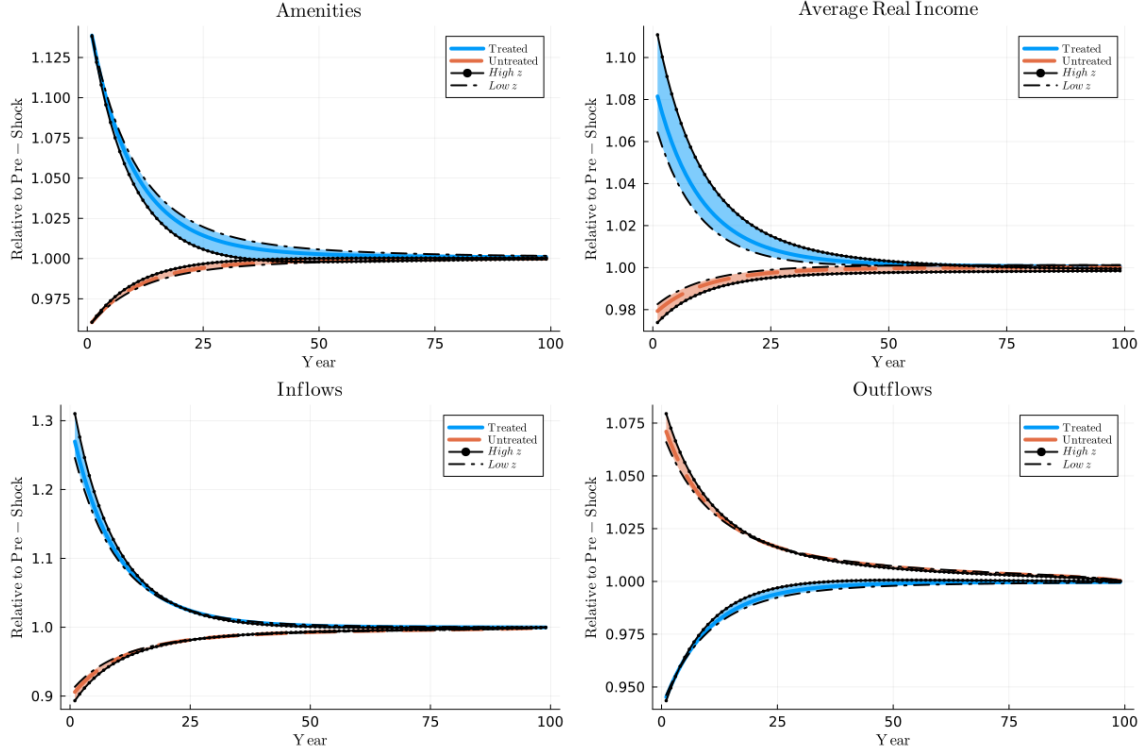 Amenities
Relative to Pre − Shock
1.125
1.100
1.075
1.050
1.025
1.000
0.975
0
25
50
75
100
Year
Treated
Untreated
High z
Low z
Average Real Income
Relative to Pre − Shock
1.10
1.08
1.06
1.04
1.02
1.00
0.98
0
25
50
75
100
Year
Treated
Untreated
High z
Low z
Inflows
Relative to Pre − Shock
1.3
1.2
1.1
1.0
0.9
0
25
50
75
100
Year
Treated
Untreated
High z
Low z
Outflows
Relative to Pre − Shock
1.075
1.050
1.025
1.000
0.975
0.950
0
25
50
75
100
Year
Treated
Untreated
High z
Low z